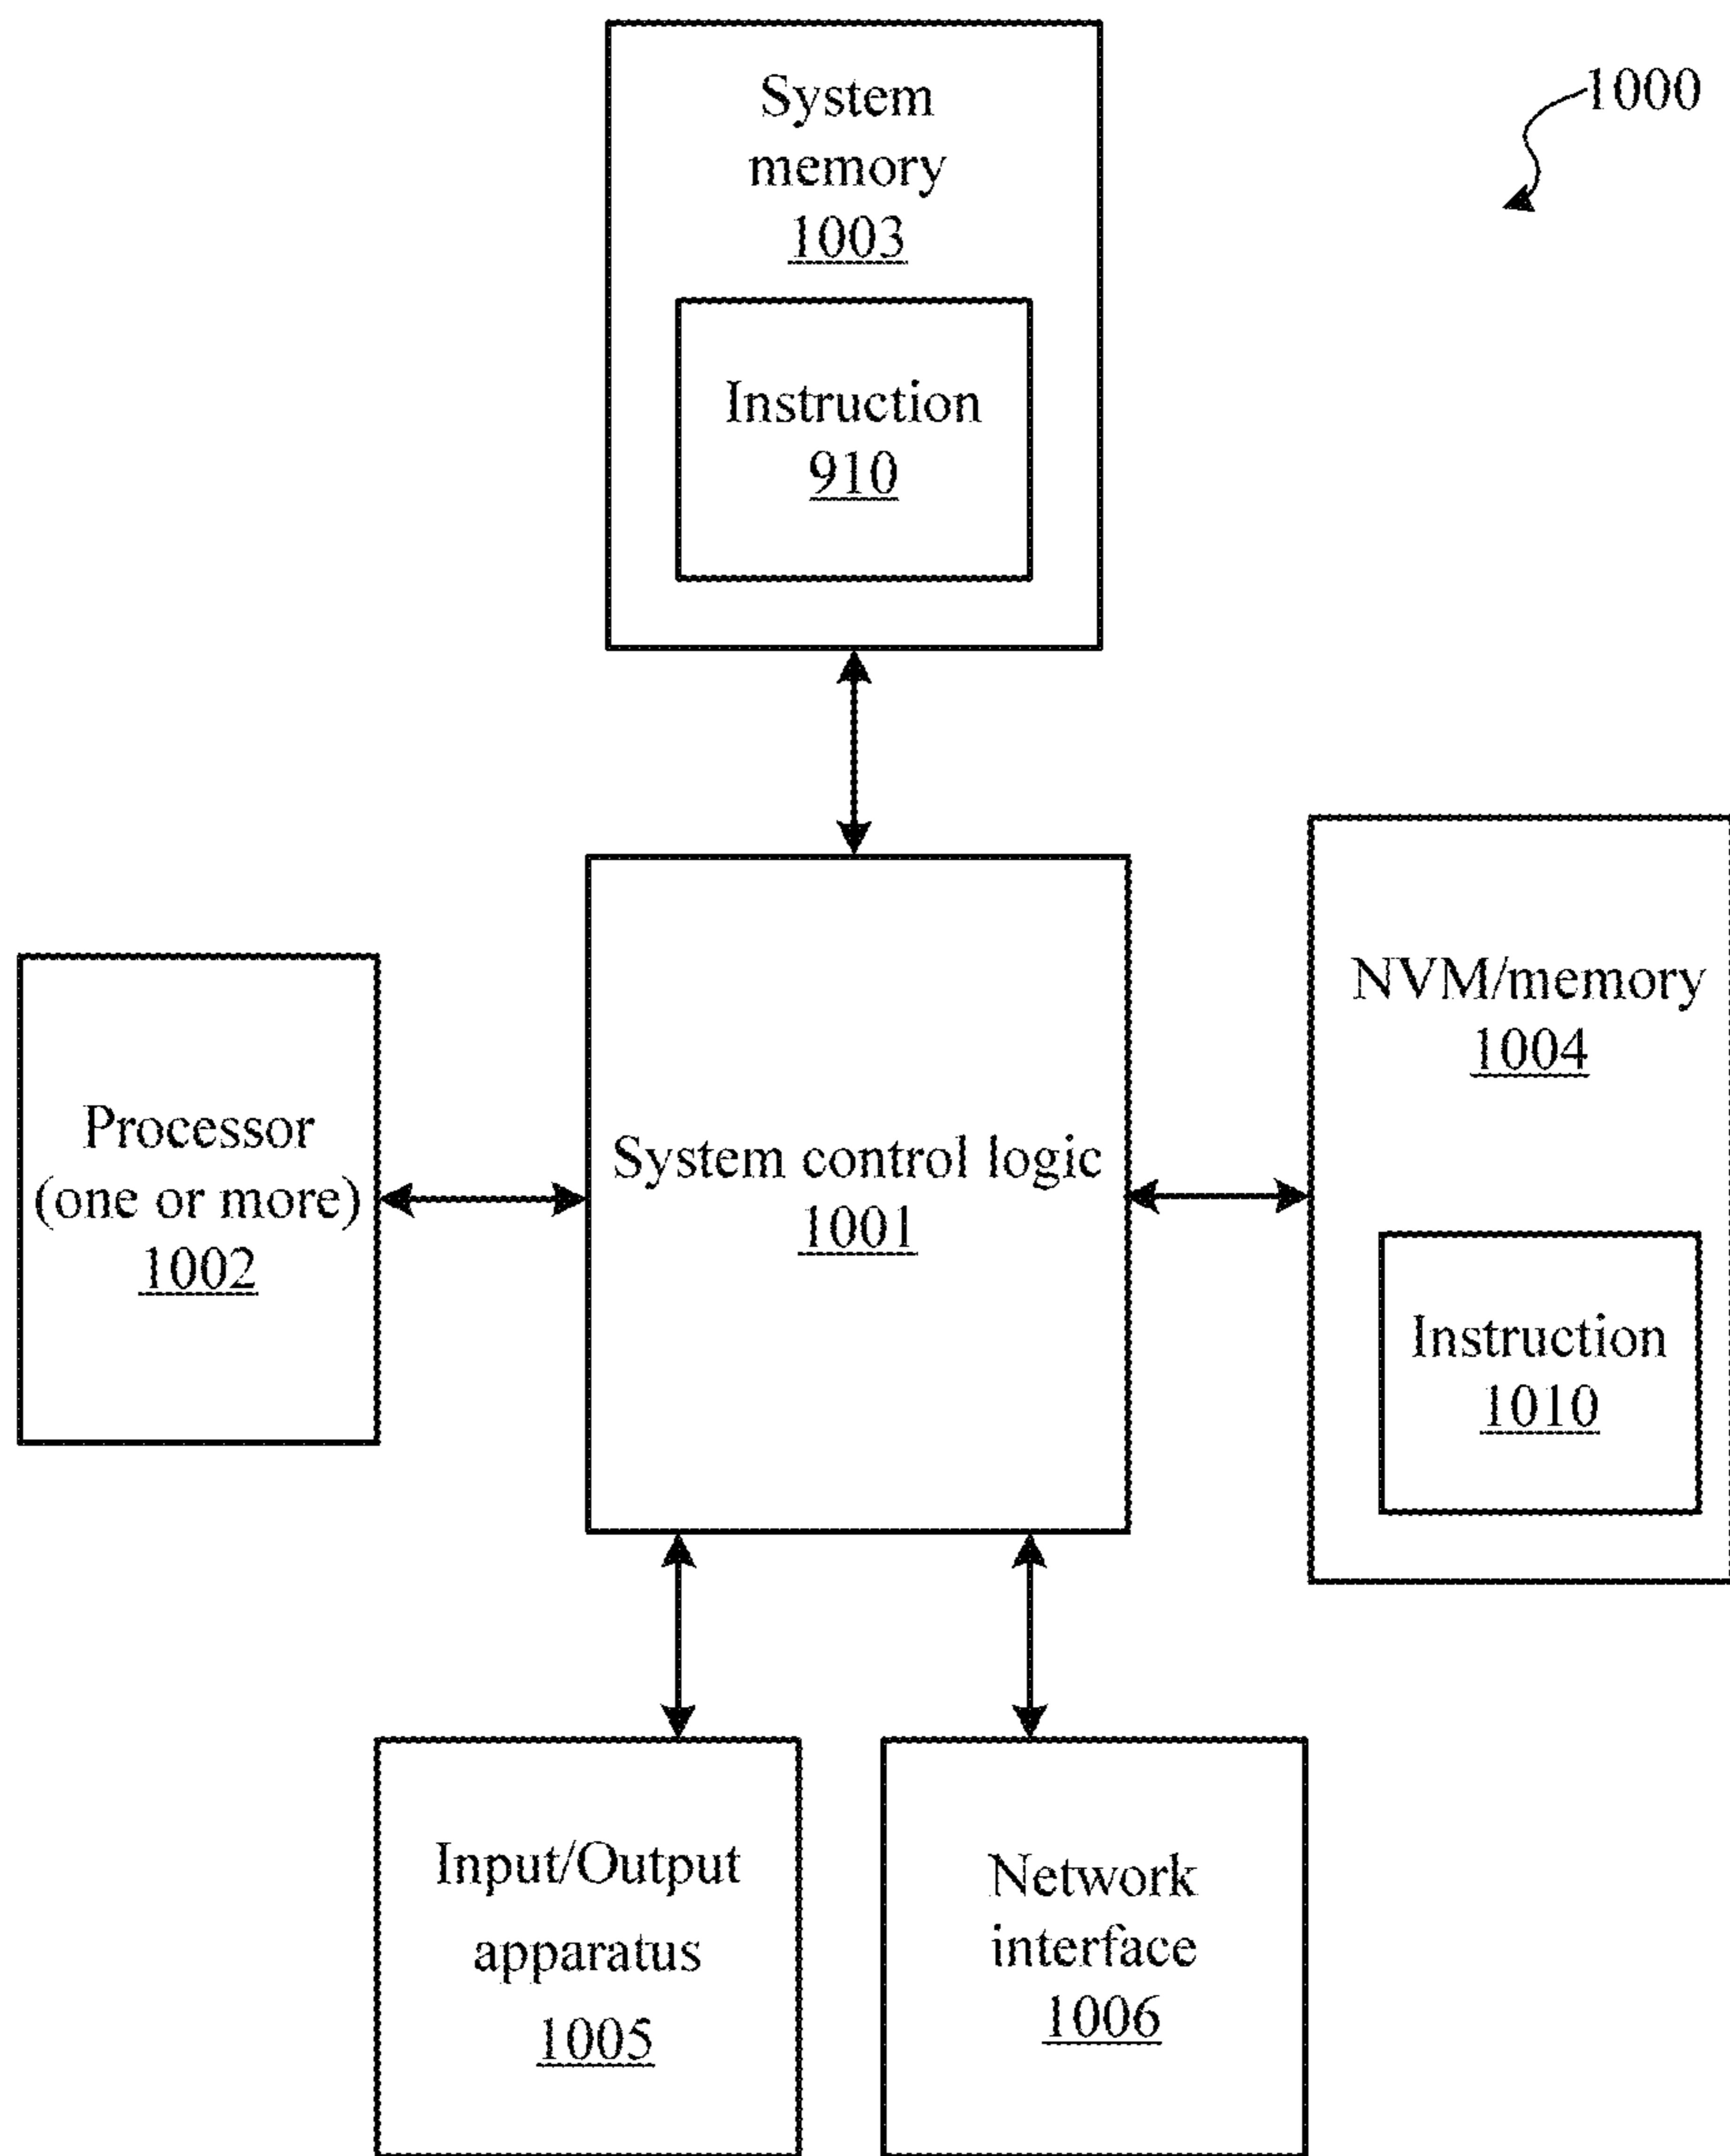 System
memory
1003
1000
Instruction
910
NVM/memory
1004
Processor
(one or more)
1002
System control logic
1001
Instruction
1010
Input/Output
apparatus
1005
Network
interface
1006